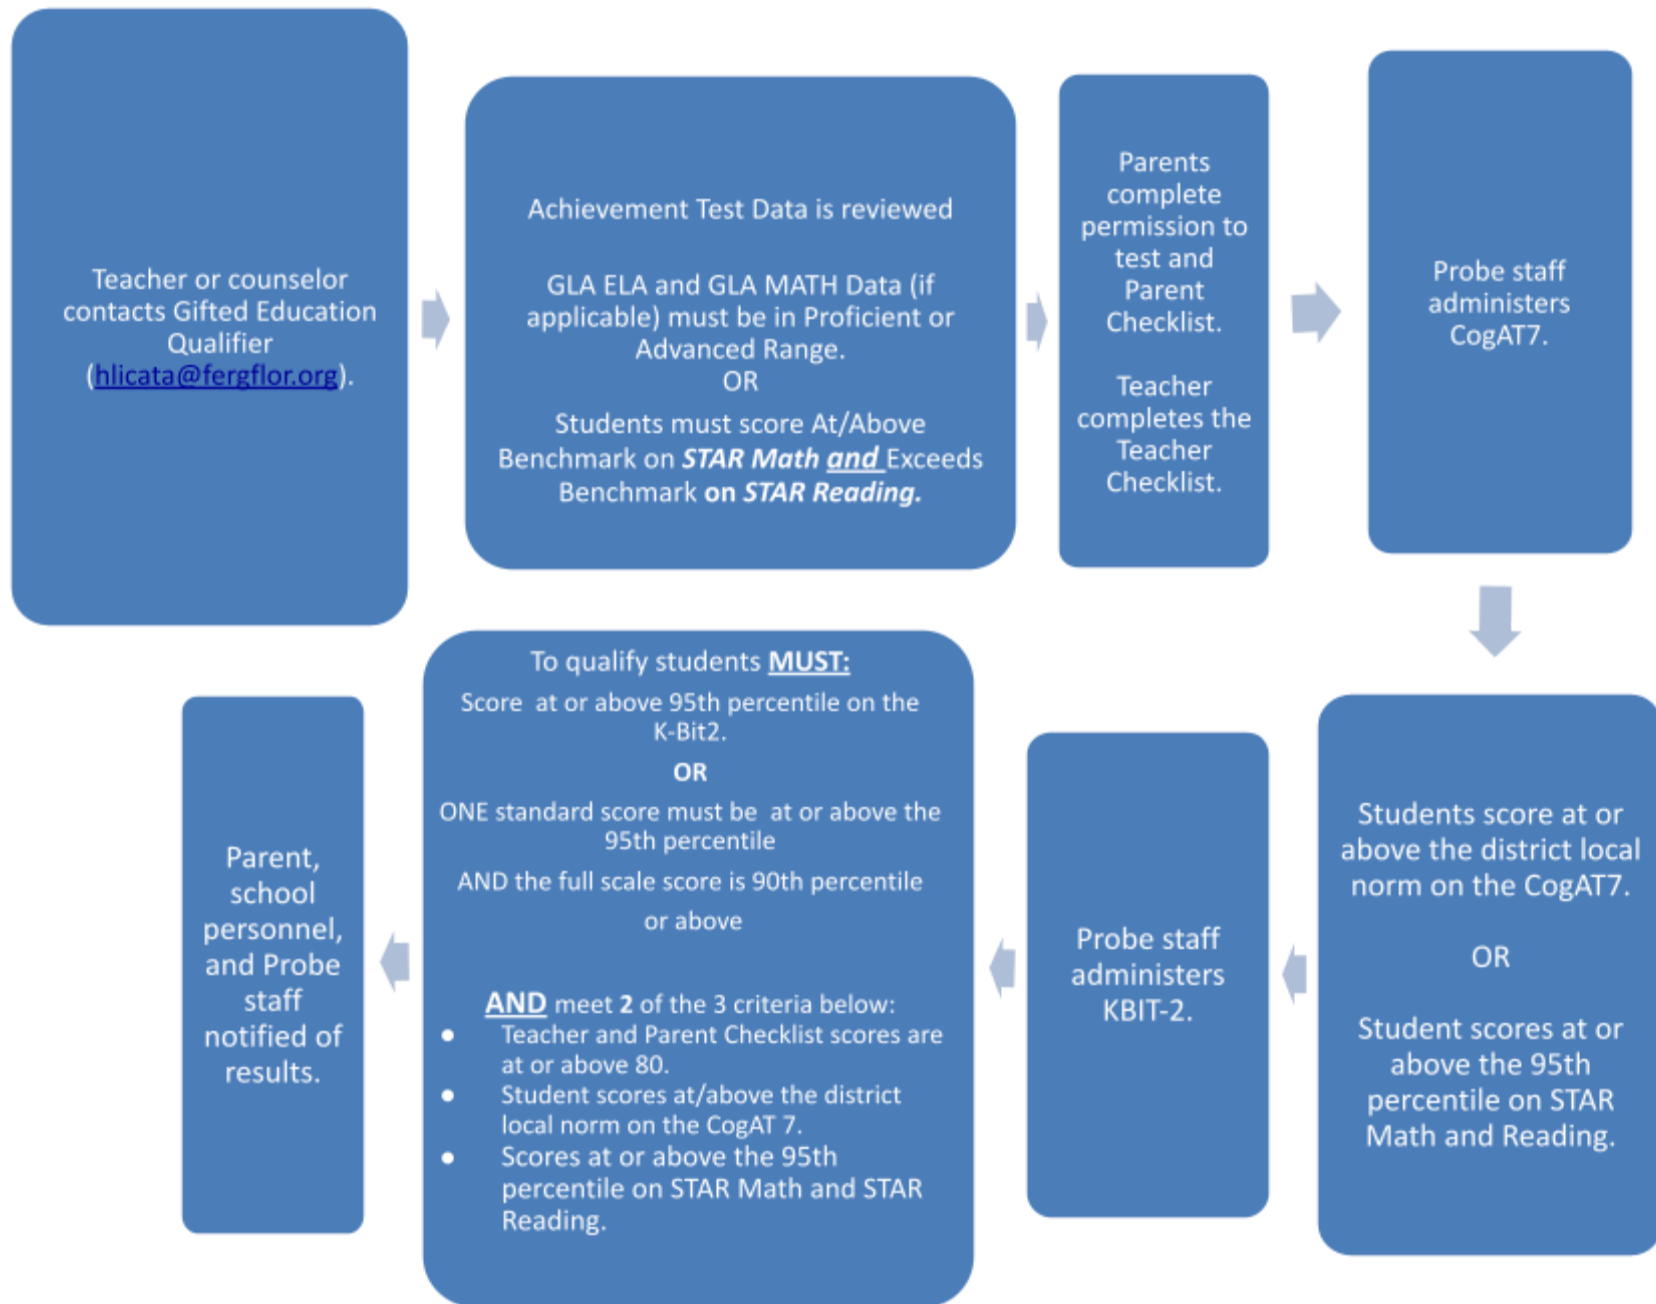 Teacher or counselor
contacts Gifted Education
Qualifier
(hlicata@fergflor.org).
Achievement Test Data is reviewed
GLA ELA and GLA MATH Data (if
applicable) must be in Proficient or
Advanced Range.
OR
Students must score At/Above
Benchmark on STAR Math and Exceeds
Benchmark on STAR Reading.
Parents
complete
permission to
test and
Parent
Checklist.
Teacher
completes the
Teacher
Checklist.
Probe staff
administers
CogAT7.
Students score at or
above the district local
norm on the CogAT7.
OR
Student scores at or
above the 95th
percentile on STAR
Math and Reading.
Probe staff
administers
KBIT-2.
To qualify students MUST:
Score  at or above 95th percentile on the
K-Bit2.
OR
ONE standard score must be  at or above the
95th percentile
AND the full scale score is 90th percentile
or above
AND meet 2 of the 3 criteria below:
● Teacher and Parent Checklist scores are
at or above 80.
● Student scores at/above the district
local norm on the CogAT 7.
● Scores at or above the 95th
percentile on STAR Math and STAR
Reading.
Parent,
school
personnel,
and Probe
staff
notified of
results.